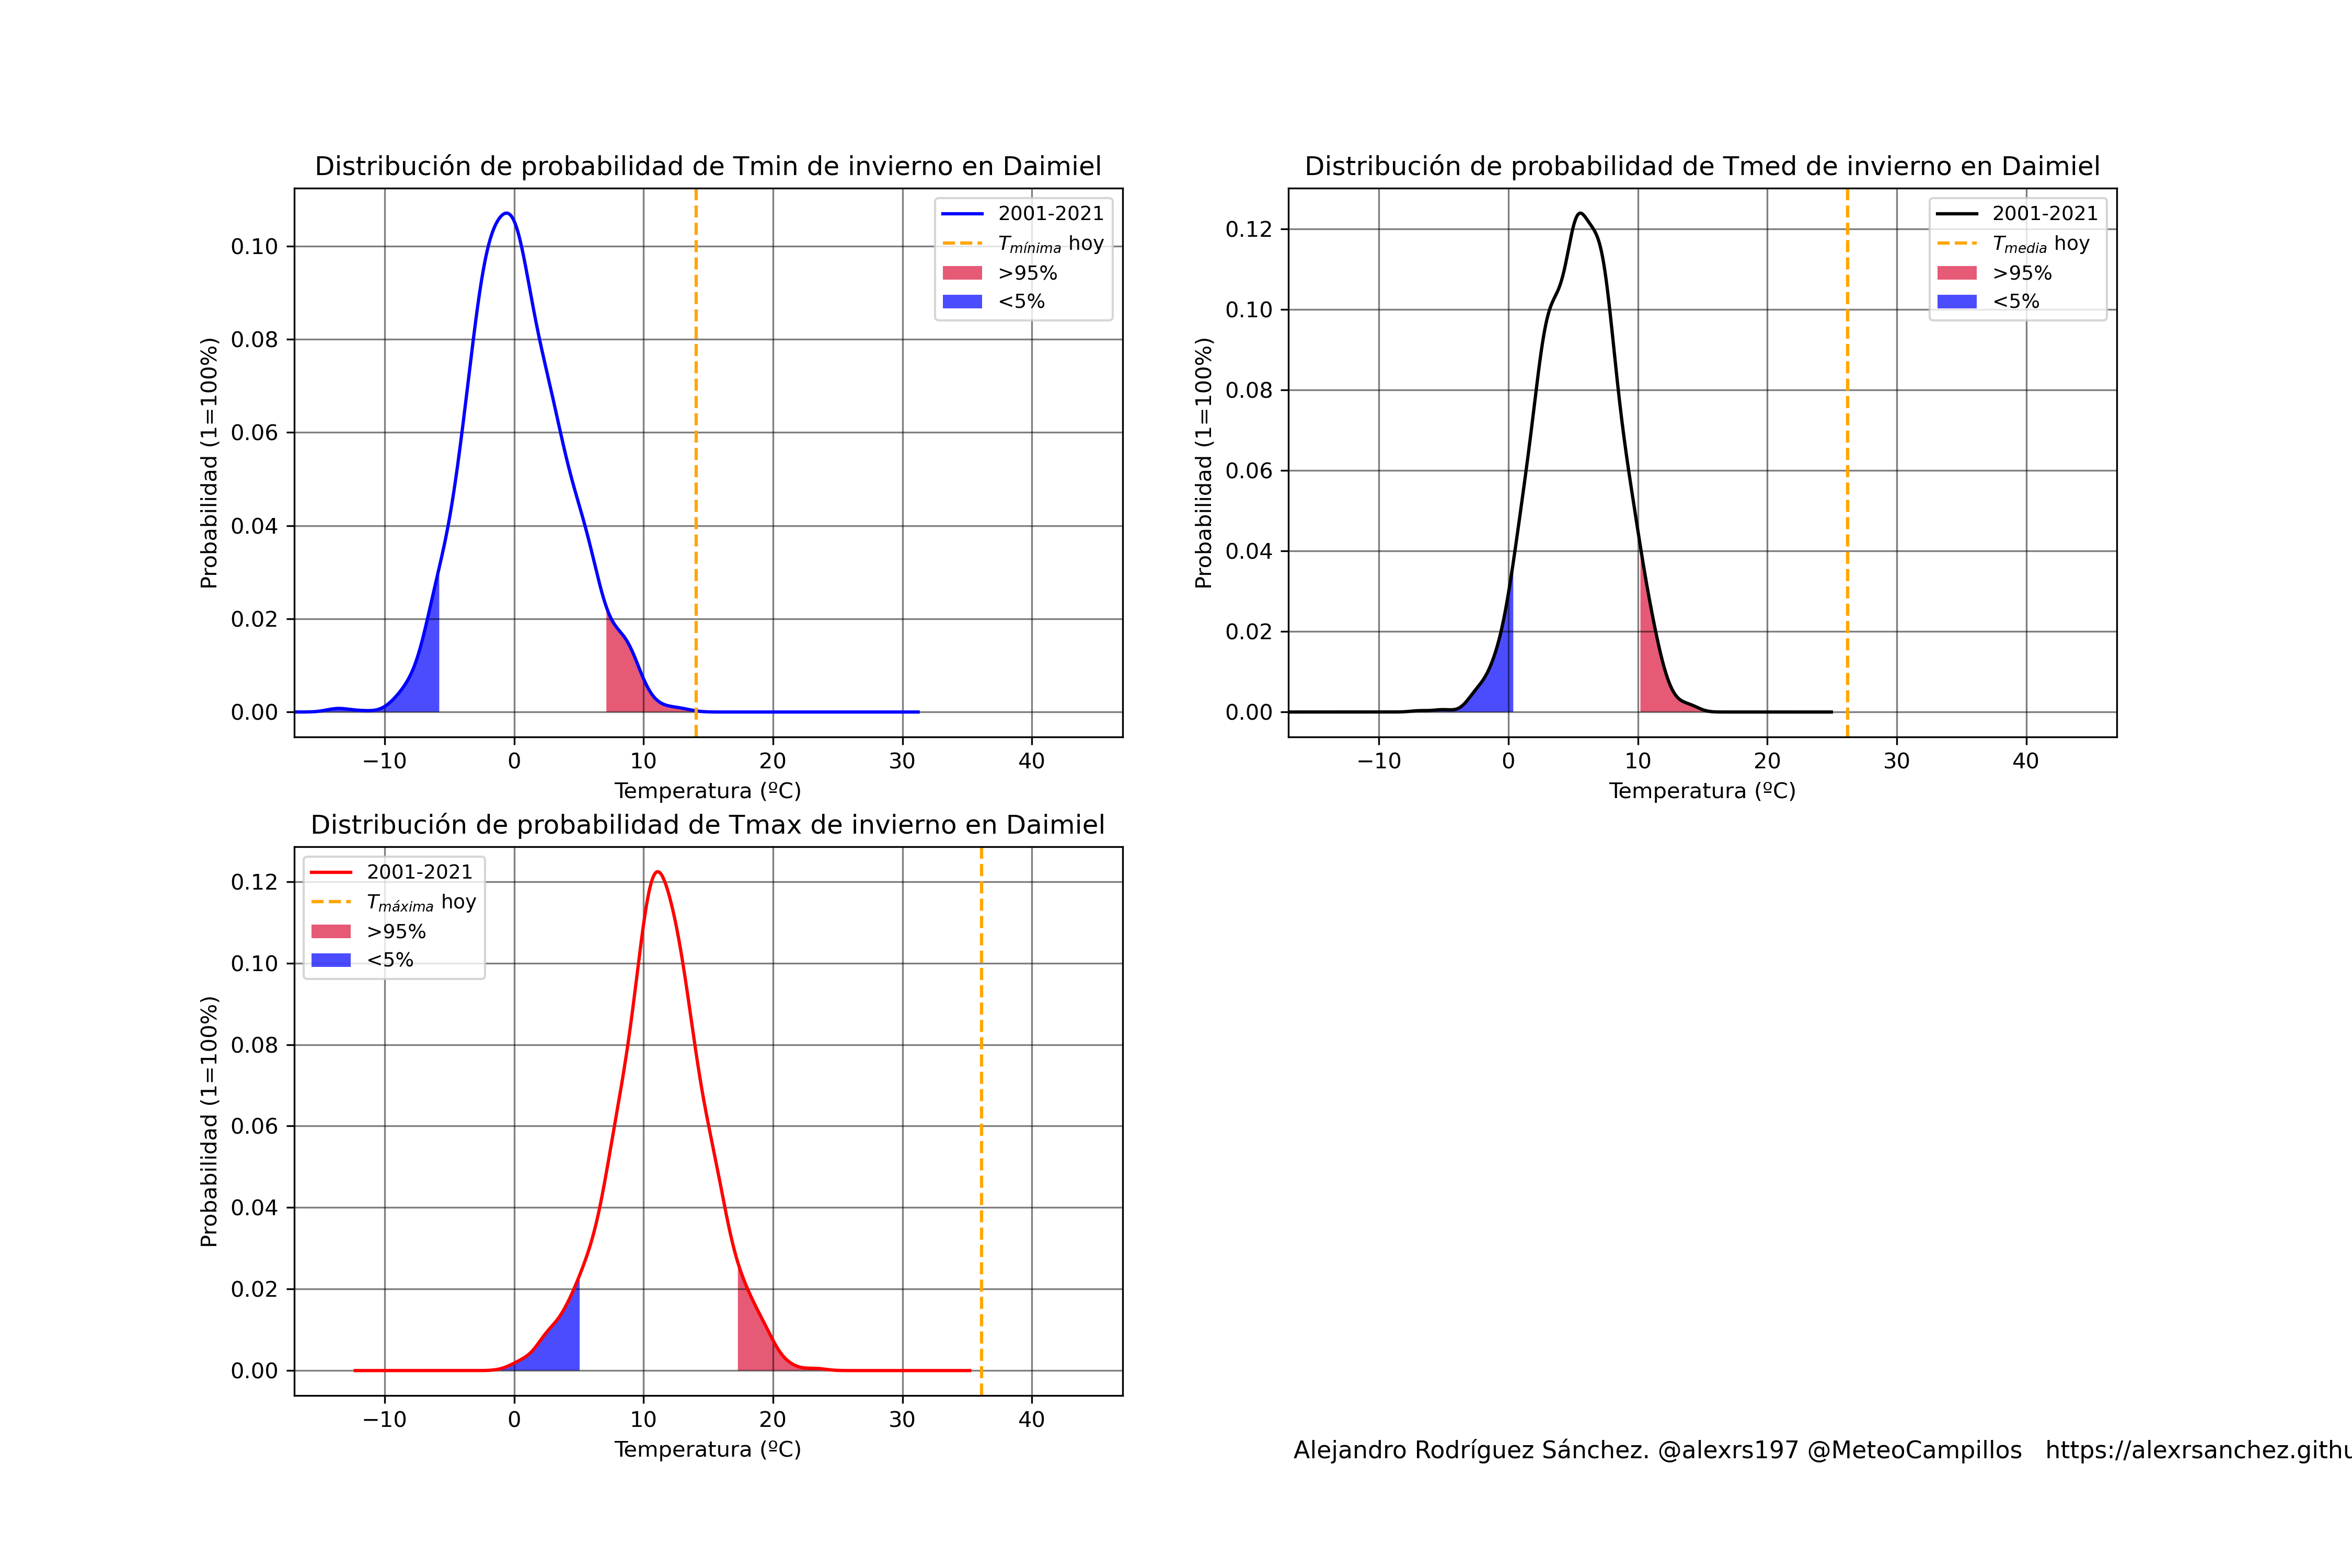 Distribución de probabilidad de Tmin de invierno en Daimiel
Probabilidad (1=100%)
0.10
0.08
0.06
0.04
0.02
0.00
−10 0 10 20 30 40
Temperatura (ºC)
2001-2021
Tmínima hoy
>95%
<5%
Distribución de probabilidad de Tmed de invierno en Daimiel
Probabilidad (1=100%)
0.12
0.10
0.08
0.06
0.04
0.02
0.00
−10 0 10 20 30 40
Temperatura (ºC)
2001-2021
Tmedia hoy
>95%
<5%
Distribución de probabilidad de Tmax de invierno en Daimiel
Probabilidad (1=100%)
0.12
0.10
0.08
0.06
0.04
0.02
0.00
−10 0 10 20 30 40
Temperatura (ºC)
2001-2021
Tmáxima hoy
>95%
<5%
Alejandro Rodríguez Sánchez. @alexrs197 @MeteoCampillos https://alexrsanchez.githu